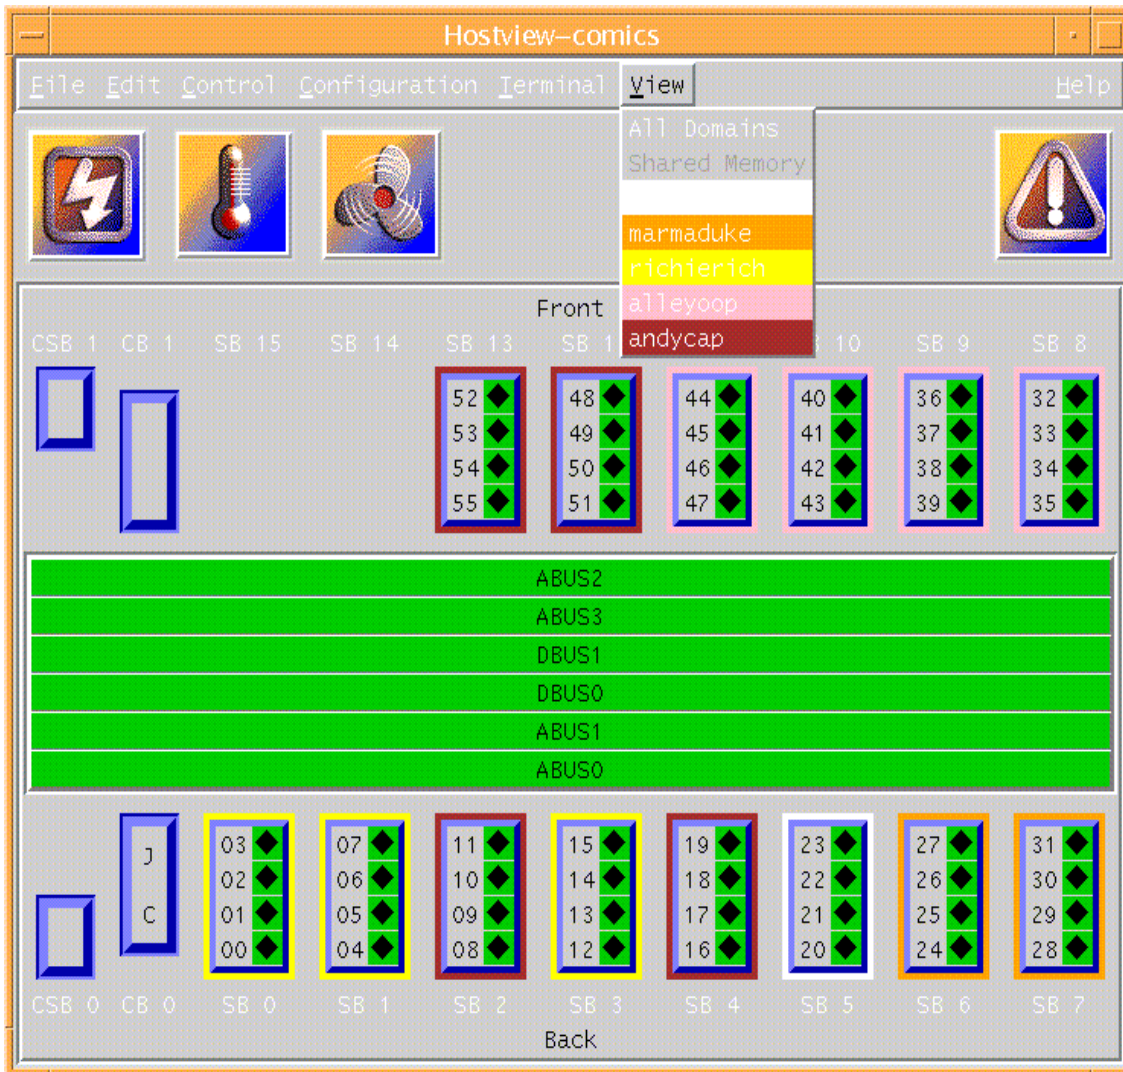 Hostview-comics
File Edit Control Configuration Terminal View Help
All Domains
Shared Memory
marmaduke
richierich
alleyoop
andycap
Front
CSB 1 CB 1 SB 15 SB 14 SB 13 SB 1 10 SB 9 SB 8
52 48 44 40 36 32
53 49 45 41 37 33
54 50 46 42 38 34
55 51 47 43 39 35
ABUS2
ABUS3
DBUS1
DBUS0
ABUS1
ABUS0
J 03 07 11 15 19 23 27 31
02 06 10 14 18 22 26 30
C 01 05 09 13 17 21 25 29
00 04 08 12 16 20 24 28
CSB 0 CB 0 SB 0 SB 1 SB 2 SB 3 SB 4 SB 5 SB 6 SB 7
Back